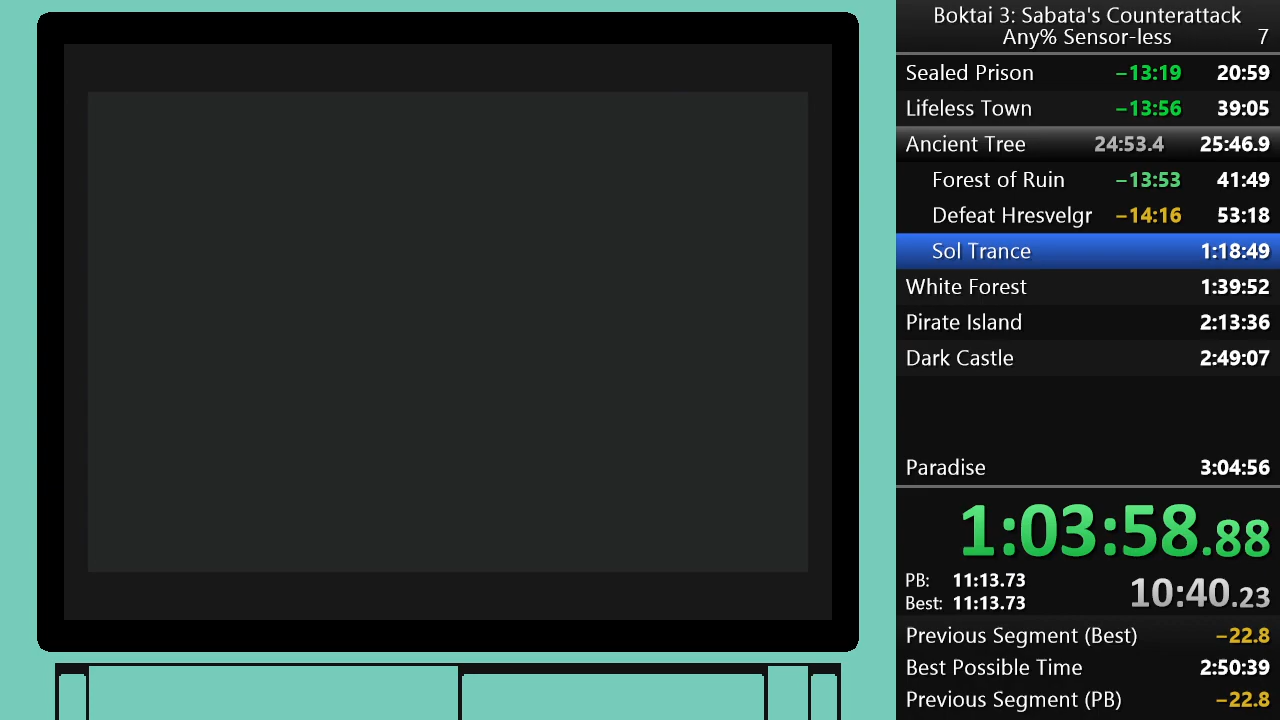 Boktai 3: Sabata's Counterattack
Any% Sensor-less 7
Sealed Prison −13:19 20:59
Lifeless Town −13:56 39:05
Ancient Tree 24:53.4 25:46.9
Forest of Ruin −13:53 41:49
Defeat Hresvelgr −14:16 53:18
Sol Trance 1:18:49
White Forest 1:39:52
Pirate Island 2:13:36
Dark Castle 2:49:07
Paradise 3:04:56
1:03:58.88
PB: 11:13.73
Best: 11:13.73
10:40.23
Previous Segment (Best) −22.8
Best Possible Time 2:50:39
Previous Segment (PB) −22.8